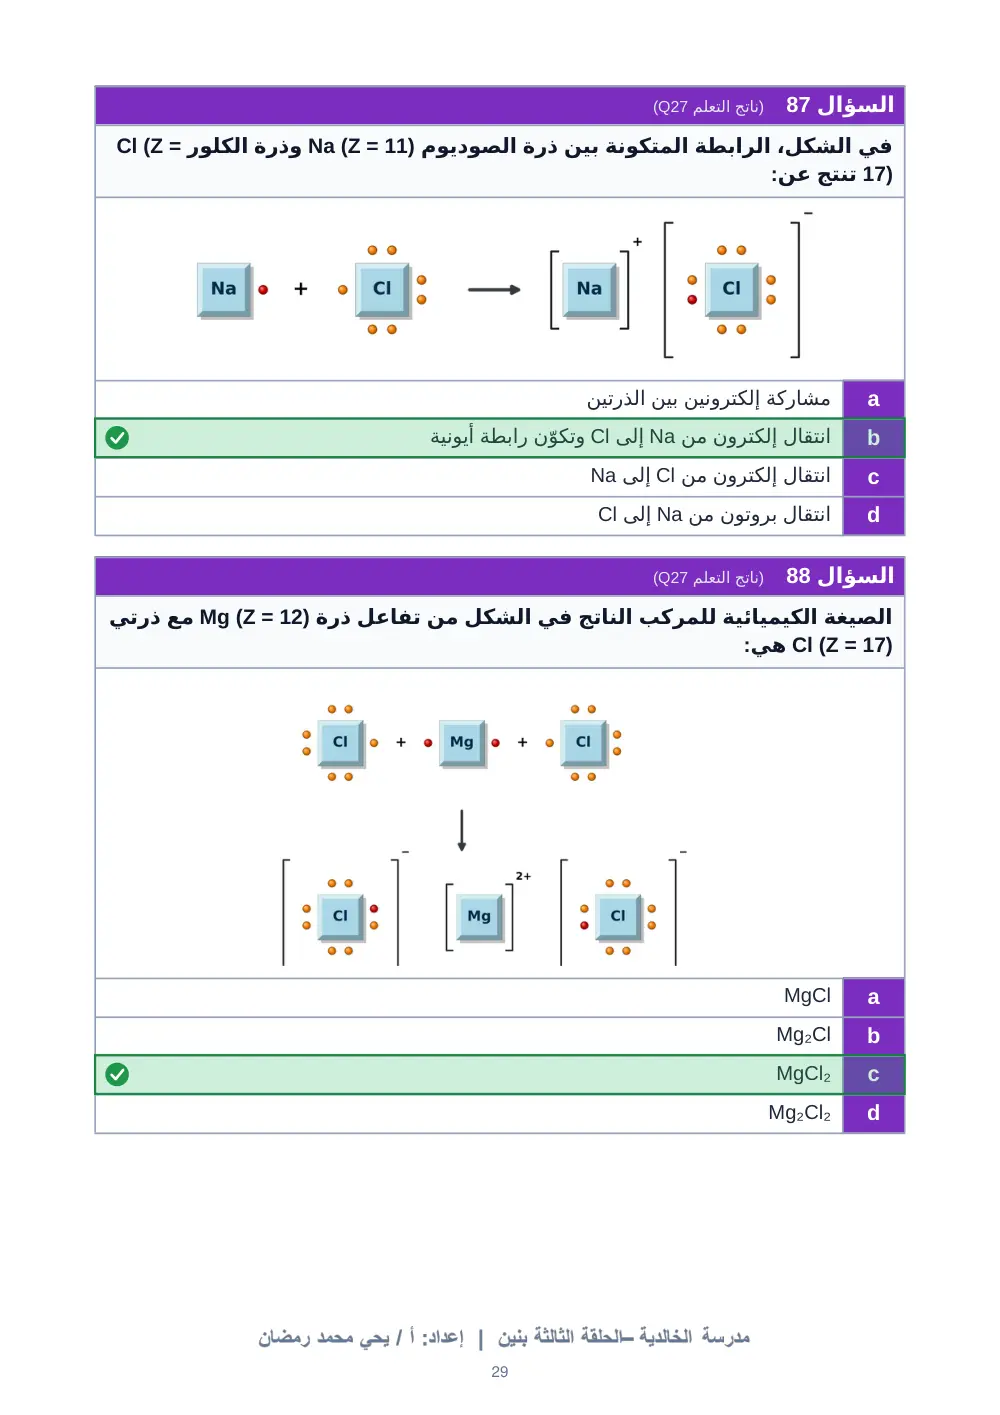 السؤال 87 (ناتج التعلم Q27)
في الشكل، الرابطة المتكونة بين ذرة الصوديوم Na (Z = 11) وذرة الكلور Cl (Z =
17) تنتج عن:
Na + Cl → [Na]+ [Cl]−
a مشاركة إلكترونين بين الذرتين
b انتقال إلكترون من Na إلى Cl وتكوّن رابطة أيونية
c انتقال إلكترون من Cl إلى Na
d انتقال بروتون من Na إلى Cl
السؤال 88 (ناتج التعلم Q27)
الصيغة الكيميائية للمركب الناتج في الشكل من تفاعل ذرة Mg (Z = 12) مع ذرتي
Cl (Z = 17) هي:
Cl + Mg + Cl
[Cl]− [Mg]2+ [Cl]−
a MgCl
b Mg₂Cl
c MgCl₂
d Mg₂Cl₂
مدرسة الخالدية –الحلقة الثالثة بنين | إعداد: أ / يحي محمد رمضان
29